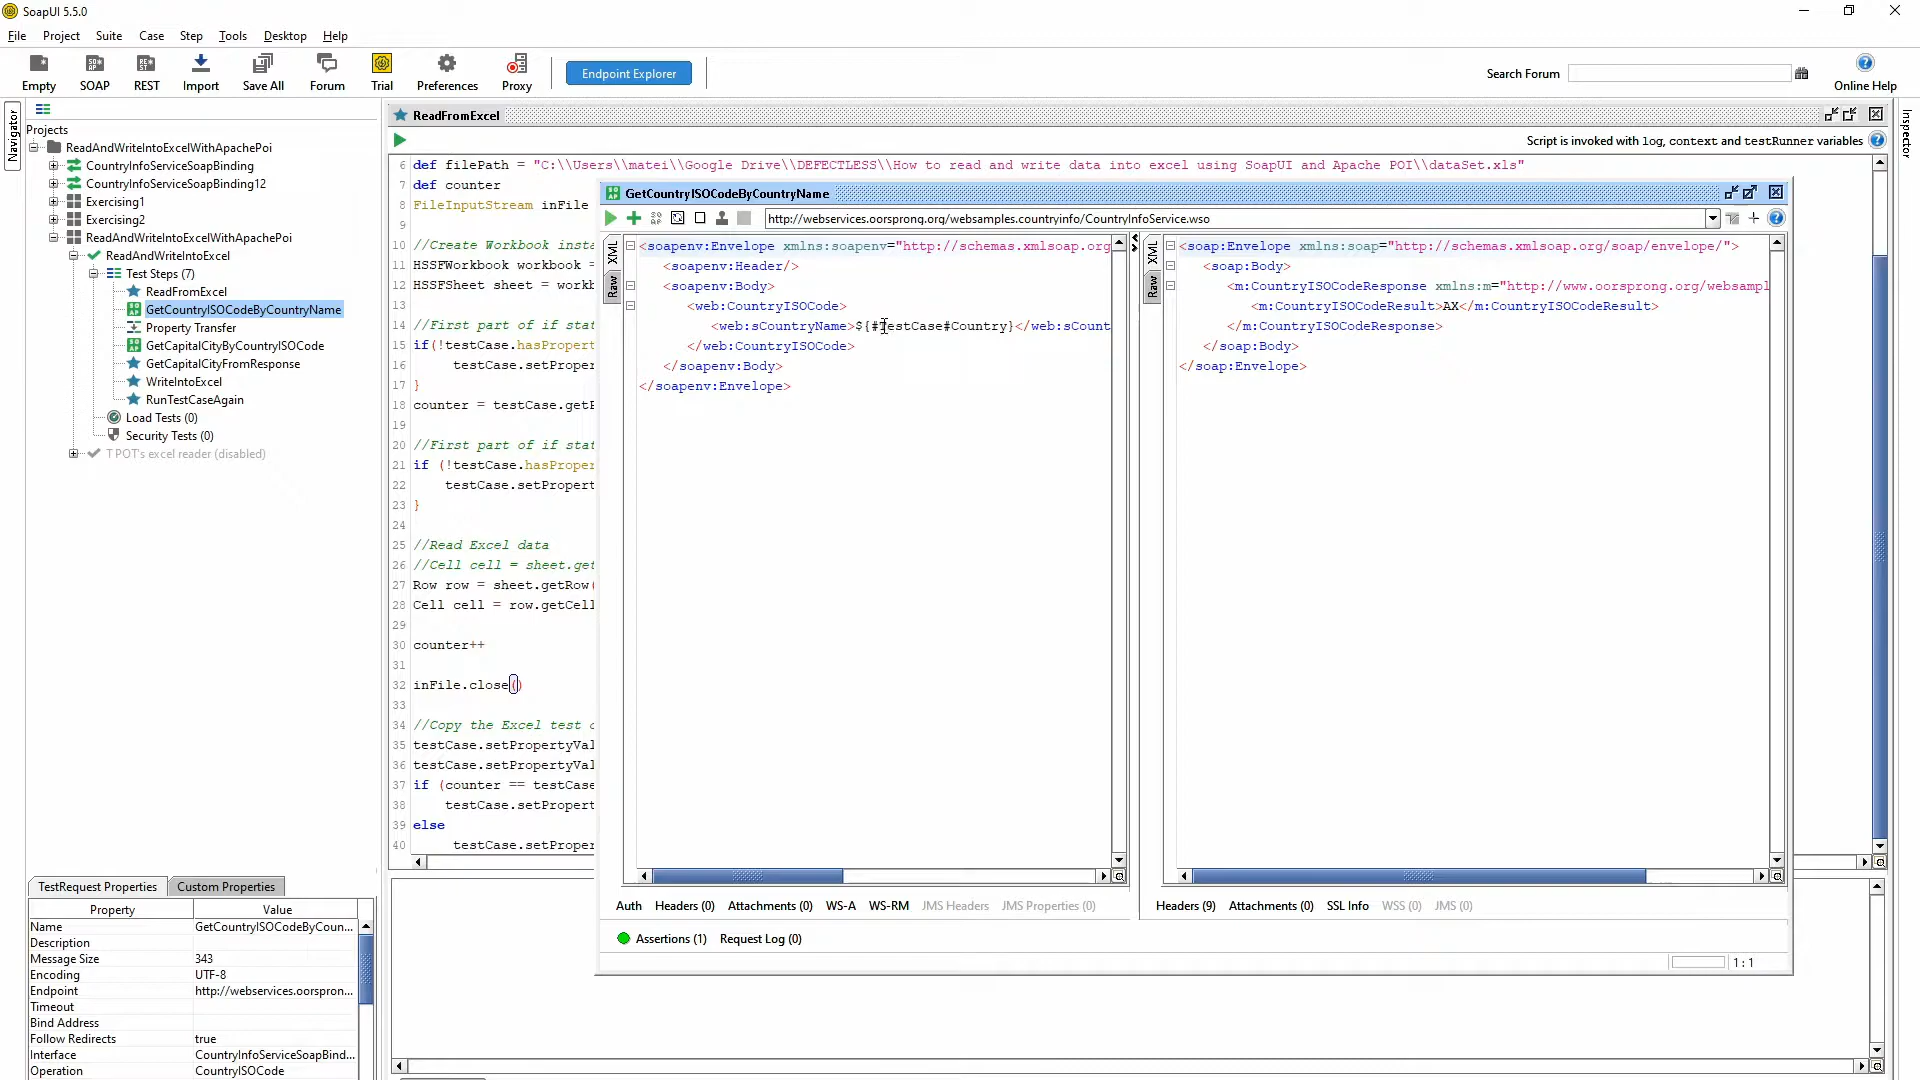 SoapUI 5.5.0
File Project Suite Case Step Tools Desktop Help
Empty SOAP REST Import Save All Forum Trial Preferences Proxy
Endpoint Explorer
Search Forum
Online Help
Navigator
Projects
ReadAndWriteIntoExcelWithApachePoi
CountryInfoServiceSoapBinding
CountryInfoServiceSoapBinding12
Exercising1
Exercising2
ReadAndWriteIntoExcelWithApachePoi
ReadAndWriteIntoExcel
Test Steps (7)
ReadFromExcel
GetCountryISOCodeByCountryName
Property Transfer
GetCapitalCityByCountryISOCode
GetCapitalCityFromResponse
WriteIntoExcel
RunTestCaseAgain
Load Tests (0)
Security Tests (0)
T POT's excel reader (disabled)
TestRequest Properties Custom Properties
Property Value
Name GetCountryISOCodeByCoun...
Description
Message Size 343
Encoding UTF-8
Endpoint http://webservices.oorspron...
Timeout
Bind Address
Follow Redirects true
Interface CountryInfoServiceSoapBind...
Operation CountryISOCode
ReadFromExcel
Script is invoked with log, context and testRunner variables
6 def filePath = "C:\\Users\\matei\\Google Drive\\DEFECTLESS\\How to read and write data into excel using SoapUI and Apache POI\\dataSet.xls"
7 def counter
8 FileInputStream inFile
9
10 //Create Workbook insta
11 HSSFWorkbook workbook =
12 HSSFSheet sheet = workb
13
14 //First part of if stat
15 if(!testCase.hasPropert
16 testCase.setProper
17 }
18 counter = testCase.getP
19
20 //First part of if stat
21 if (!testCase.hasProper
22 testCase.setPropert
23 }
24
25 //Read Excel data
26 //Cell cell = sheet.get
27 Row row = sheet.getRow(
28 Cell cell = row.getCell
29
30 counter++
31
32 inFile.close()
33
34 //Copy the Excel test c
35 testCase.setPropertyVal
36 testCase.setPropertyVal
37 if (counter == testCase
38 testCase.setPropert
39 else
40 testCase.setProper
GetCountryISOCodeByCountryName
http://webservices.oorsprong.org/websamples.countryinfo/CountryInfoService.wso
XML
Raw
<soapenv:Envelope xmlns:soapenv="http://schemas.xmlsoap.org
<soapenv:Header/>
<soapenv:Body>
<web:CountryISOCode>
<web:sCountryName>${#TestCase#Country}</web:sCount
</web:CountryISOCode>
</soapenv:Body>
</soapenv:Envelope>
XML
Raw
<soap:Envelope xmlns:soap="http://schemas.xmlsoap.org/soap/envelope/">
<soap:Body>
<m:CountryISOCodeResponse xmlns:m="http://www.oorsprong.org/websampl
<m:CountryISOCodeResult>AX</m:CountryISOCodeResult>
</m:CountryISOCodeResponse>
</soap:Body>
</soap:Envelope>
Auth Headers (0) Attachments (0) WS-A WS-RM JMS Headers JMS Properties (0)
Headers (9) Attachments (0) SSL Info WSS (0) JMS (0)
Assertions (1) Request Log (0)
1 : 1
Inspector